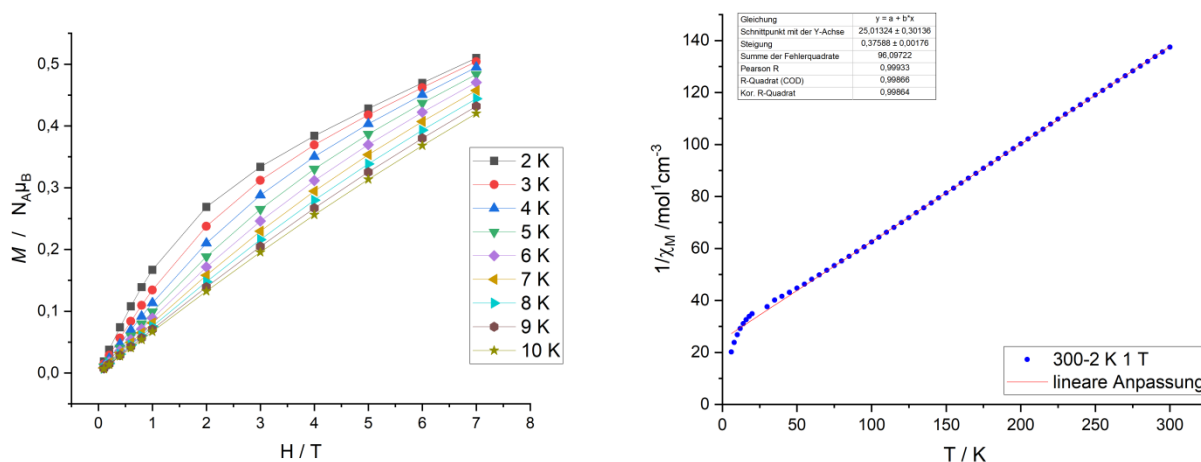 0,5
0,4
0,3
0,2
0,1
0,0
M / N_Aμ_B
0 1 2 3 4 5 6 7 8
H / T
2 K
3 K
4 K
5 K
6 K
7 K
8 K
9 K
10 K
Gleichung y = a + b*x
Schnittpunkt mit der Y-Achse 25,01324 ± 0,30136
Steigung 0,37588 ± 0,00176
Summe der Fehlerquadrate 96,09722
Pearson R 0,99933
R-Quadrat (COD) 0,99866
Kor. R-Quadrat 0,99864
140
120
100
80
60
40
20
0
1/χ_M /mol¹cm⁻³
0 50 100 150 200 250 300
T / K
300-2 K 1 T
lineare Anpassung